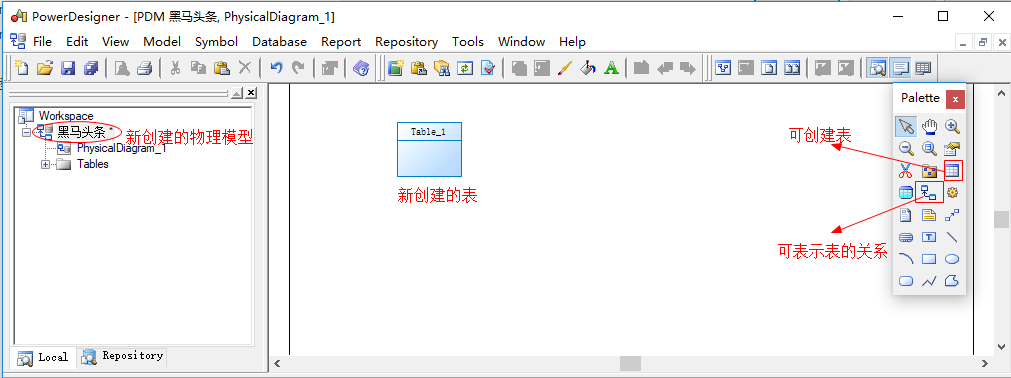 PowerDesigner - [PDM 黑马头条, PhysicalDiagram_1]
File Edit View Model Symbol Database Report Repository Tools Window Help
Workspace
黑马头条 *
新创建的物理模型
PhysicalDiagram_1
Tables
Table_1
新创建的表
Palette
可创建表
可表示表的关系
Local
Repository